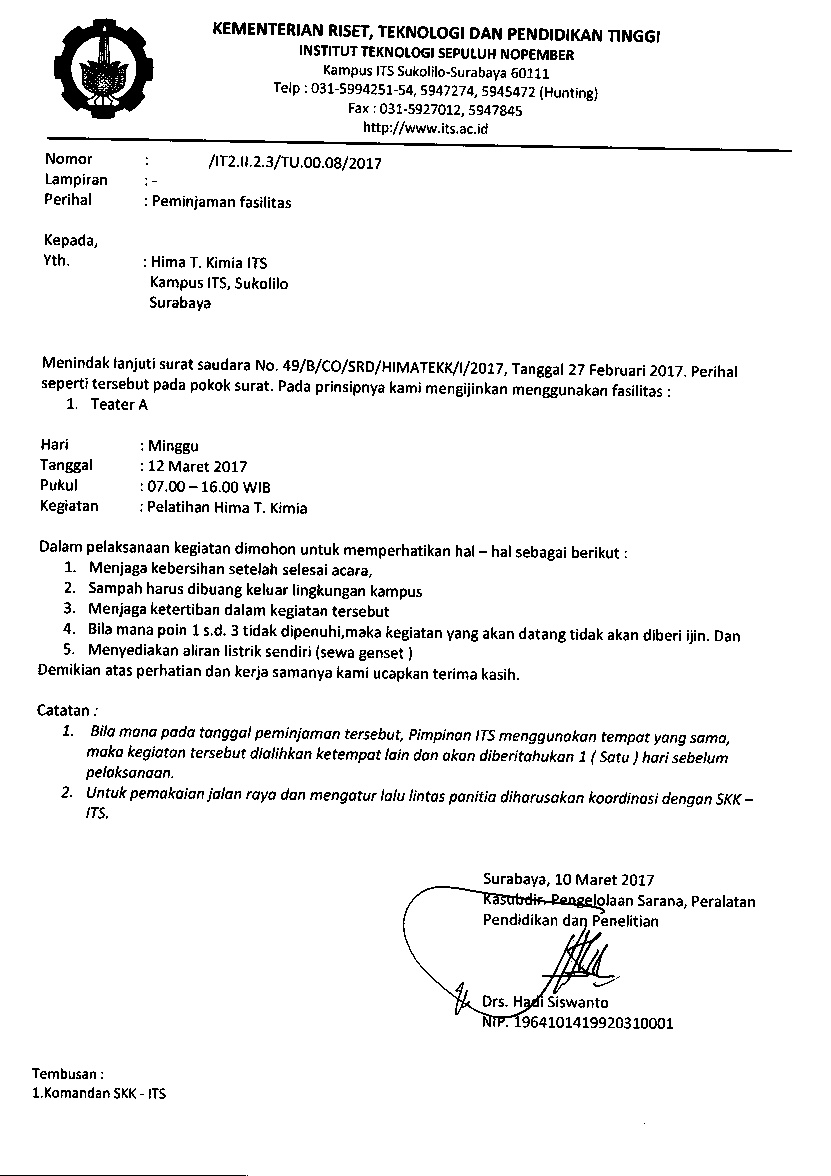 KEMENTERIAN RISET, TEKNOLOGI DAN PENDIDIKAN TINGGI
INSTITUT TEKNOLOGI SEPULUH NOPEMBER
Kampus ITS Sukolilo-Surabaya 60111
Telp : 031-5994251-54, 5947274, 5945472 (Hunting)
Fax : 031-5927012, 5947845
http://www.its.ac.id
Nomor : /IT2.II.2.3/TU.00.08/2017
Lampiran : -
Perihal : Peminjaman fasilitas
Kepada,
Yth. : Hima T. Kimia ITS
Kampus ITS, Sukolilo
Surabaya
Menindak lanjuti surat saudara No. 49/B/CO/SRD/HIMATEKK/I/2017, Tanggal 27 Februari 2017. Perihal
seperti tersebut pada pokok surat. Pada prinsipnya kami mengijinkan menggunakan fasilitas :
1. Teater A
Hari : Minggu
Tanggal : 12 Maret 2017
Pukul : 07.00 – 16.00 WIB
Kegiatan : Pelatihan Hima T. Kimia
Dalam pelaksanaan kegiatan dimohon untuk memperhatikan hal – hal sebagai berikut :
1. Menjaga kebersihan setelah selesai acara,
2. Sampah harus dibuang keluar lingkungan kampus
3. Menjaga ketertiban dalam kegiatan tersebut
4. Bila mana poin 1 s.d. 3 tidak dipenuhi,maka kegiatan yang akan datang tidak akan diberi ijin. Dan
5. Menyediakan aliran listrik sendiri (sewa genset )
Demikian atas perhatian dan kerja samanya kami ucapkan terima kasih.
Catatan :
1. Bila mana pada tanggal peminjaman tersebut, Pimpinan ITS menggunakan tempat yang sama,
maka kegiatan tersebut dialihkan ketempat lain dan akan diberitahukan 1 ( Satu ) hari sebelum
pelaksanaan.
2. Untuk pemakaian jalan raya dan mengatur lalu lintas panitia diharusakan koordinasi dengan SKK –
ITS.
Surabaya, 10 Maret 2017
Kasubdir. Pengelolaan Sarana, Peralatan
Pendidikan dan Penelitian
Drs. Hadi Siswanto
NIP. 1964101419920310001
Tembusan :
1.Komandan SKK - ITS